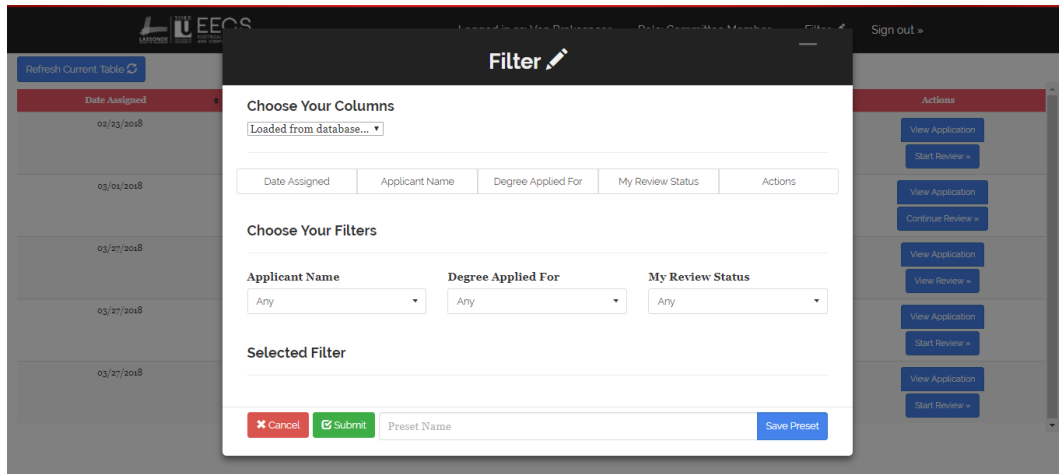 LASSONDE YORK U EECS
Sign out »
Refresh Current Table
Filter
Date Assigned
Actions
Choose Your Columns
Loaded from database...
02/23/2018
View Application
Start Review »
Date Assigned Applicant Name Degree Applied For My Review Status Actions
03/01/2018
View Application
Continue Review »
Choose Your Filters
03/27/2018
View Application
View Review »
Applicant Name Degree Applied For My Review Status
Any Any Any
03/27/2018
View Application
Start Review »
Selected Filter
03/27/2018
View Application
Start Review »
Cancel Submit Preset Name Save Preset